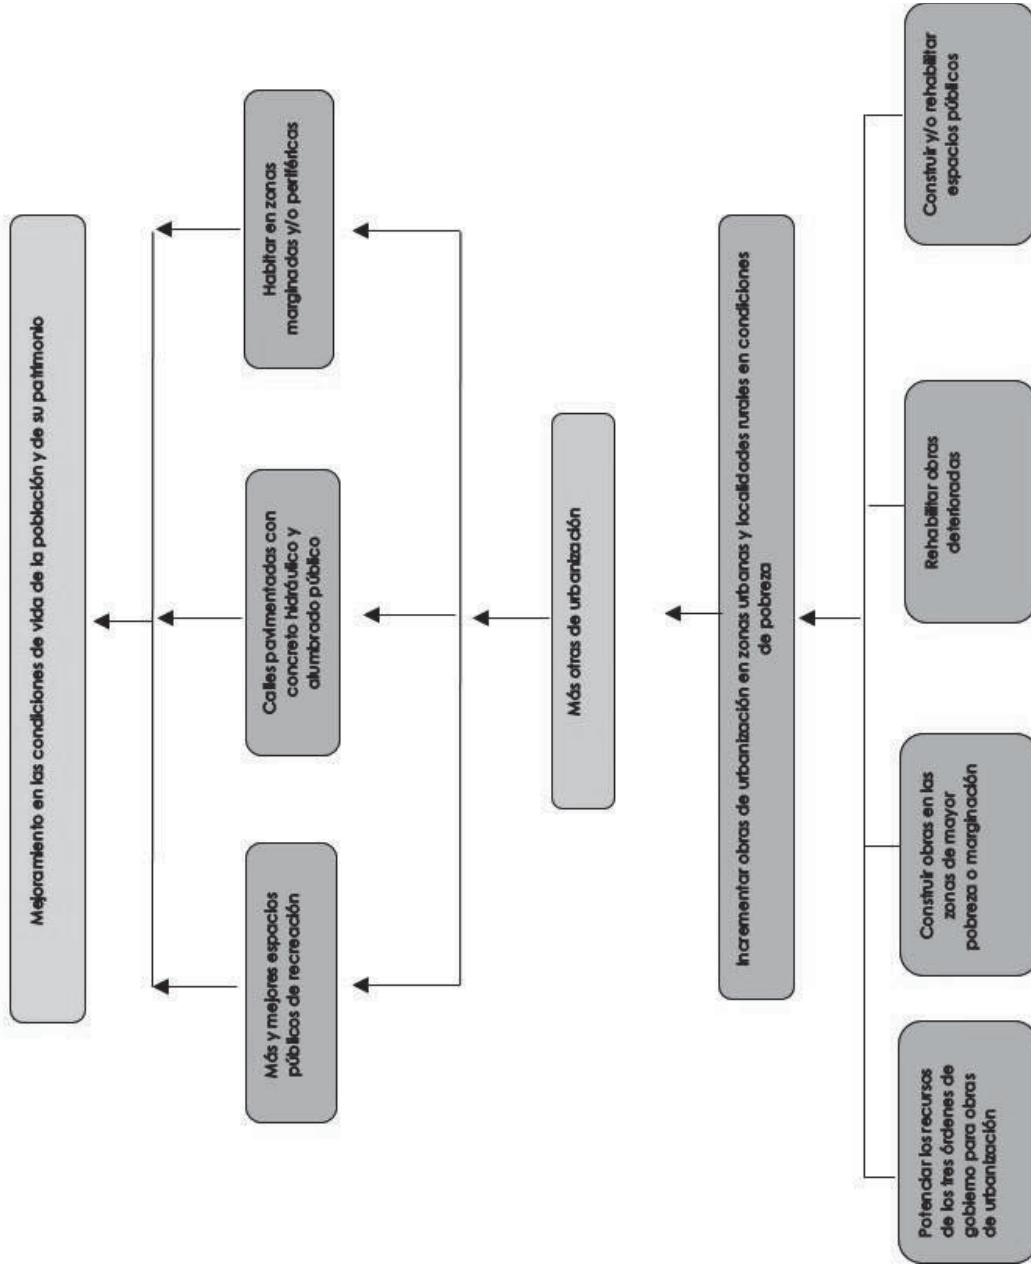 Mejoramiento en las condiciones de vida de la población y de su patrimonio
Más y mejores espacios
públicos de recreación
Calles pavimentadas con
concreto hidráulico y
alumbrado público
Habitar en zonas
marginadas y/o periféricas
Más otras de urbanización
Incrementar obras de urbanización en zonas urbanas y localidades rurales en condiciones
de pobreza
Potenciar los recursos
de los tres órdenes de
gobierno para obras
de urbanización
Construir obras en las
zonas de mayor
pobreza o marginación
Rehabilitar obras
deterioradas
Construir y/o rehabilitar
espacios públicos